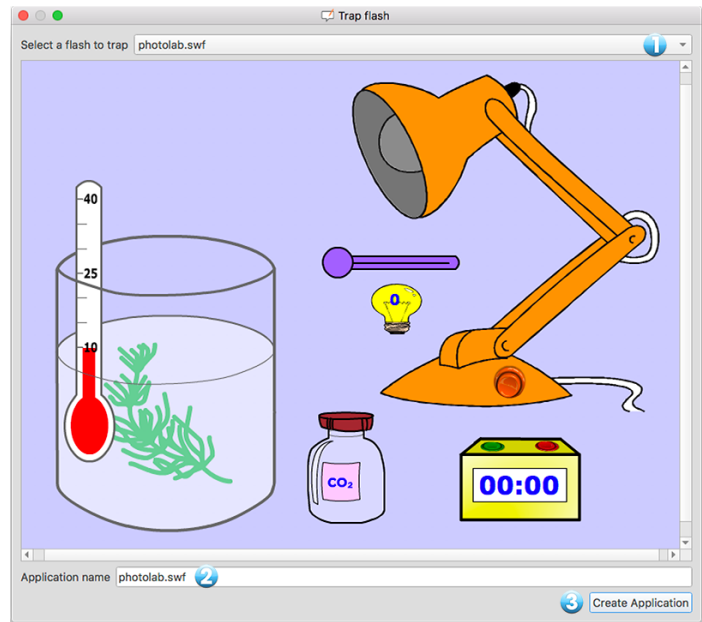 Trap flash
Select a flash to trap photolab.swf 1
40
25
0
10
CO₂
00:00
Application name photolab.swf 2
3 Create Application